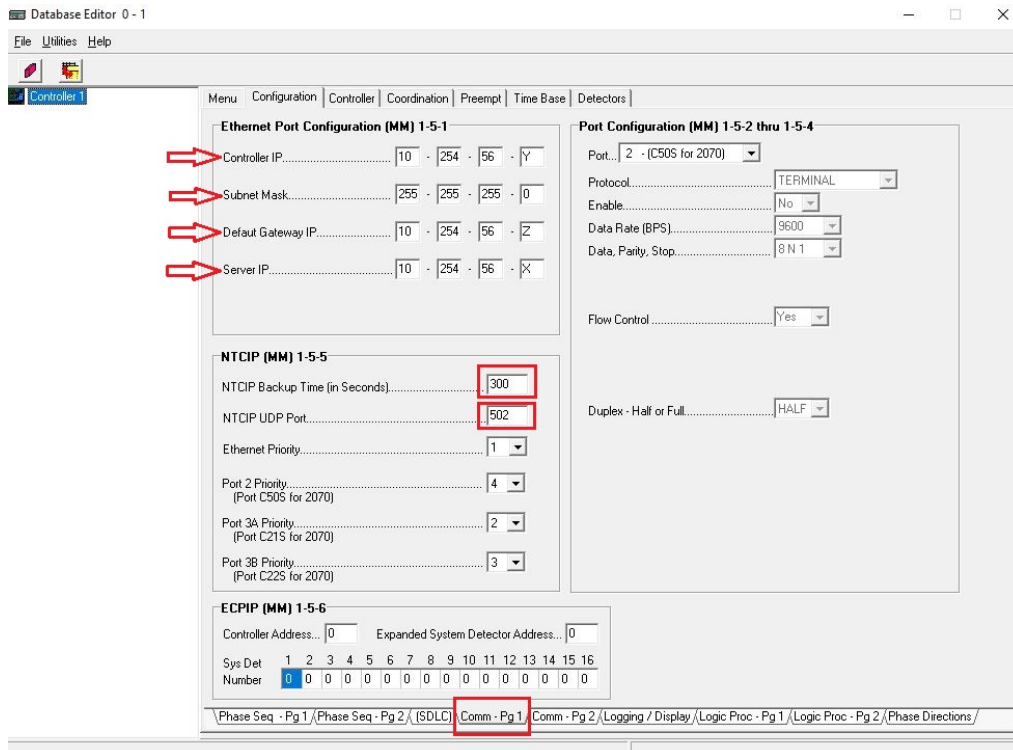 Database Editor 0 - 1
File Utilities Help
Controller 1
Menu Configuration Controller Coordination Preempt Time Base Detectors
Ethernet Port Configuration (MM) 1-5-1
Controller IP................................ 10 - 254 - 56 - Y
Subnet Mask................................ 255 - 255 - 255 - 0
Defaut Gateway IP..................... 10 - 254 - 56 - Z
Server IP.................................... 10 - 254 - 56 - X
Port Configuration (MM) 1-5-2 thru 1-5-4
Port... 2 - (C50S for 2070)
Protocol........................................ TERMINAL
Enable.......................................... No
Data Rate (BPS)............................ 9600
Data, Parity, Stop.......................... 8 N 1
Flow Control ................................. Yes
Duplex - Half or Full........................ HALF
NTCIP (MM) 1-5-5
NTCIP Backup Time (in Seconds)......................... 300
NTCIP UDP Port................................................ 502
Ethernet Priority.................................................. 1
Port 2 Priority...................................................... 4
(Port C50S for 2070)
Port 3A Priority.................................................... 2
(Port C21S for 2070)
Port 3B Priority.................................................... 3
(Port C22S for 2070)
ECPIP (MM) 1-5-6
Controller Address... 0 Expanded System Detector Address... 0
Sys Det 1 2 3 4 5 6 7 8 9 10 11 12 13 14 15 16
Number 0 0 0 0 0 0 0 0 0 0 0 0 0 0 0 0
Phase Seq - Pg 1 Phase Seq - Pg 2 (SDLC) Comm - Pg 1 Comm - Pg 2 Logging / Display Logic Proc - Pg 1 Logic Proc - Pg 2 Phase Directions